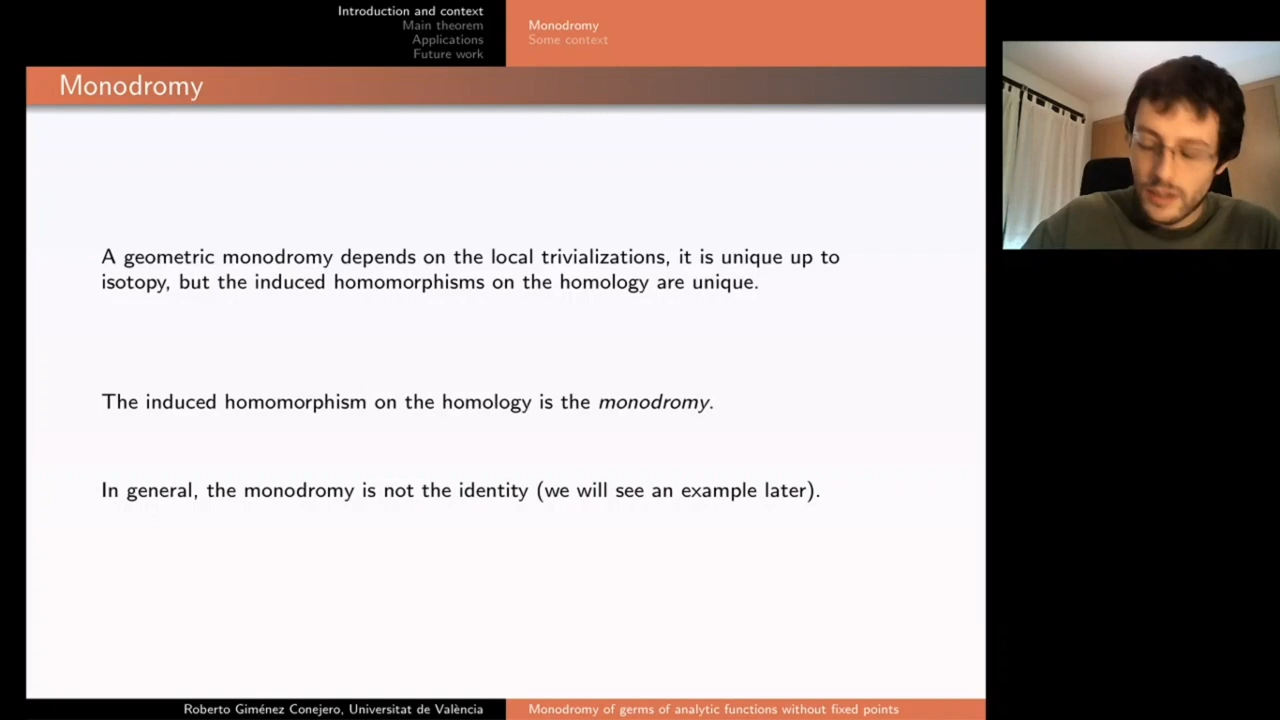 Introduction and context
Main theorem
Applications
Future work
Monodromy
Some context
Monodromy
A geometric monodromy depends on the local trivializations, it is unique up to
isotopy, but the induced homomorphisms on the homology are unique.
The induced homomorphism on the homology is the monodromy.
In general, the monodromy is not the identity (we will see an example later).
Roberto Giménez Conejero, Universitat de València
Monodromy of germs of analytic functions without fixed points